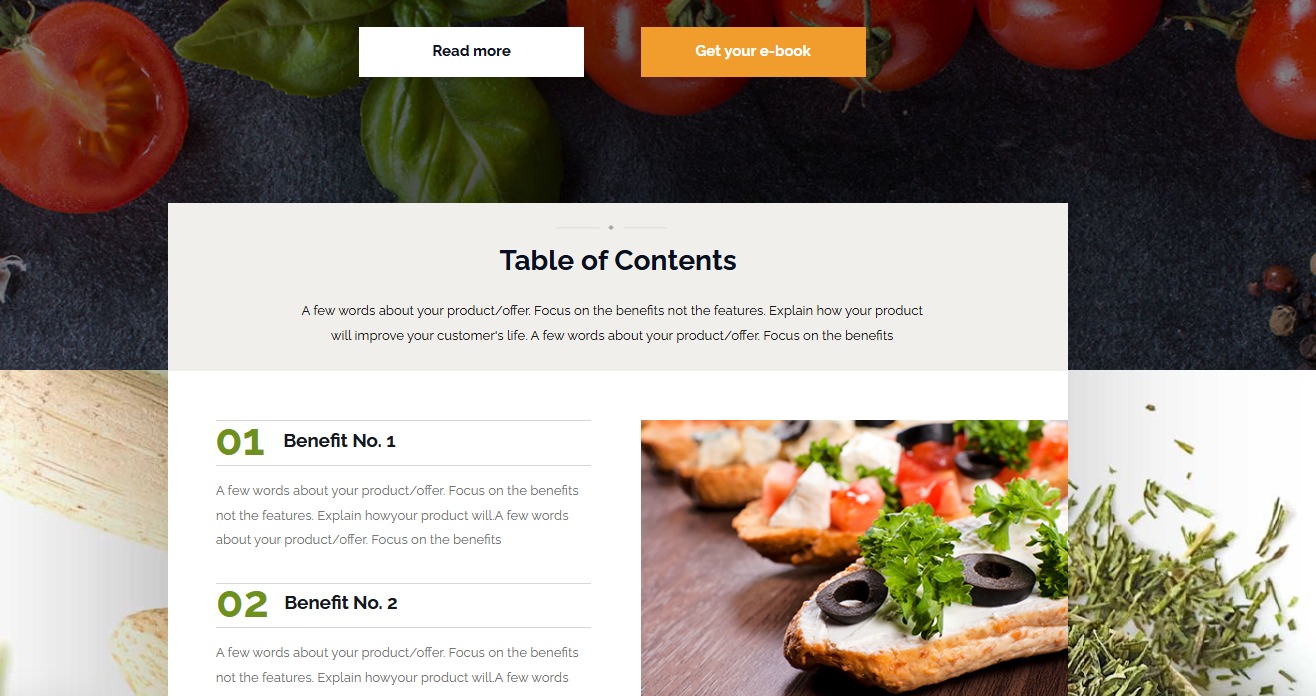 Read more
Get your e-book
Table of Contents
A few words about your product/offer. Focus on the benefits not the features. Explain how your product
will improve your customer's life. A few words about your product/offer. Focus on the benefits
01 Benefit No. 1
A few words about your product/offer. Focus on the benefits
not the features. Explain howyour product will.A few words
about your product/offer. Focus on the benefits
02 Benefit No. 2
A few words about your product/offer. Focus on the benefits
not the features. Explain howyour product will.A few words